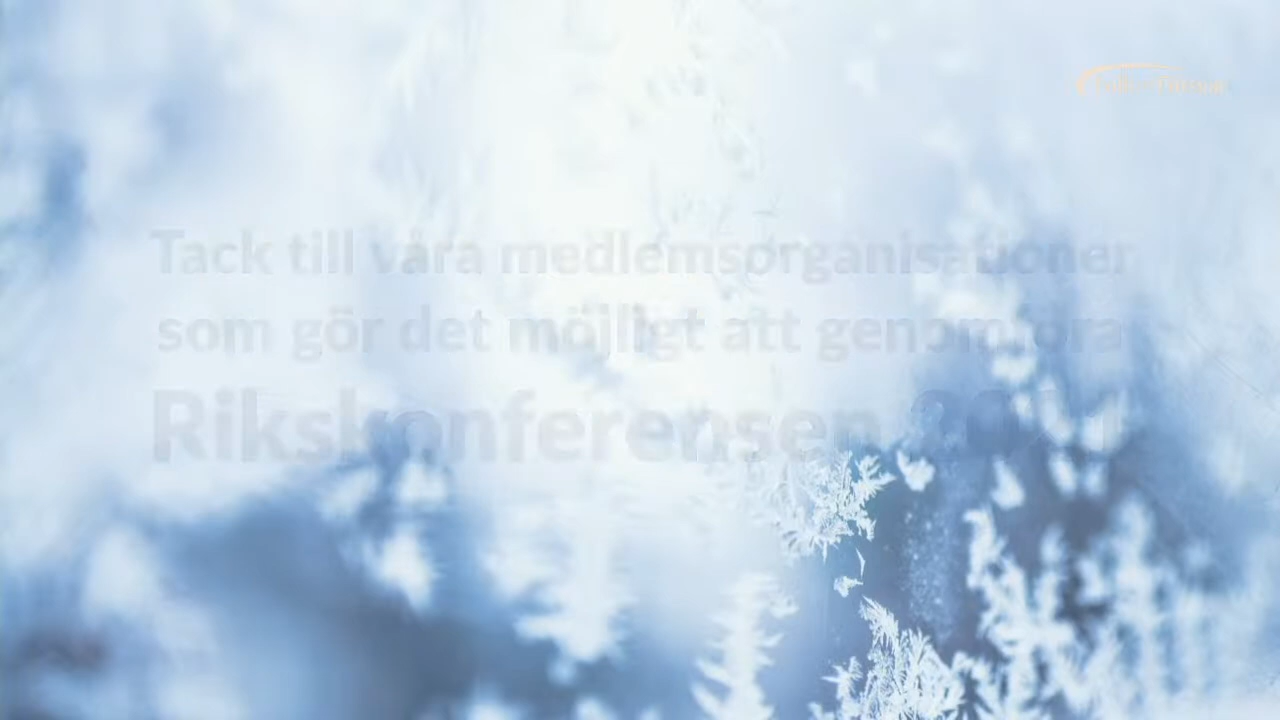 Tack till våra medlemsorganisationer
som gör det möjligt att genomföra
Rikskonferensen